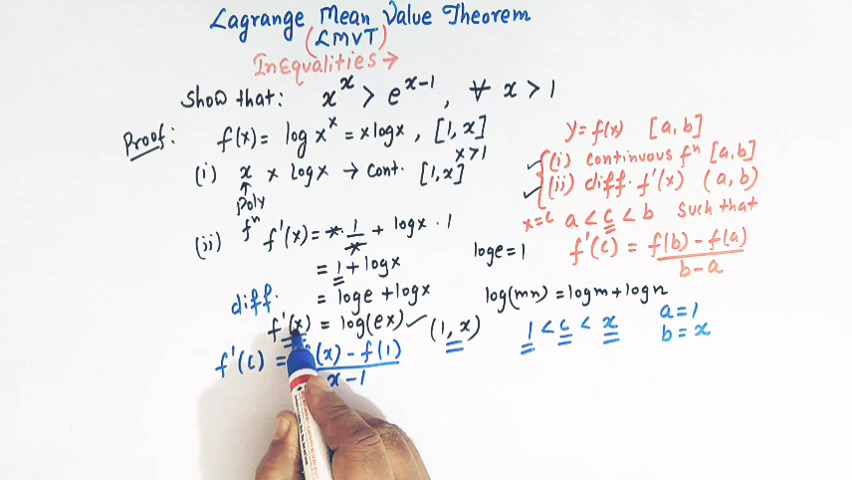 Lagrange Mean Value Theorem
(LMVT)
Inequalities →
Show that: x^x > e^(x-1), ∀ x > 1
Proof: f(x) = log x^x = x log x, [1, x]
x > 1
(i) x × log x → cont. [1, x]
↑
Poly
f^n
(ii) f'(x) = x · 1/x + log x · 1
= 1 + log x
diff. = log e + log x
f'(x) = log(ex) ✓ (1, x)
f'(c) = (x) - f(1) / x - 1
y = f(x) [a, b]
(i) continuous f^n [a, b]
(ii) diff. f'(x) (a, b)
x = c a < c < b such that
f'(c) = f(b) - f(a) / b - a
log e = 1
log(mn) = log m + log n
1 < c < x
a = 1
b = x